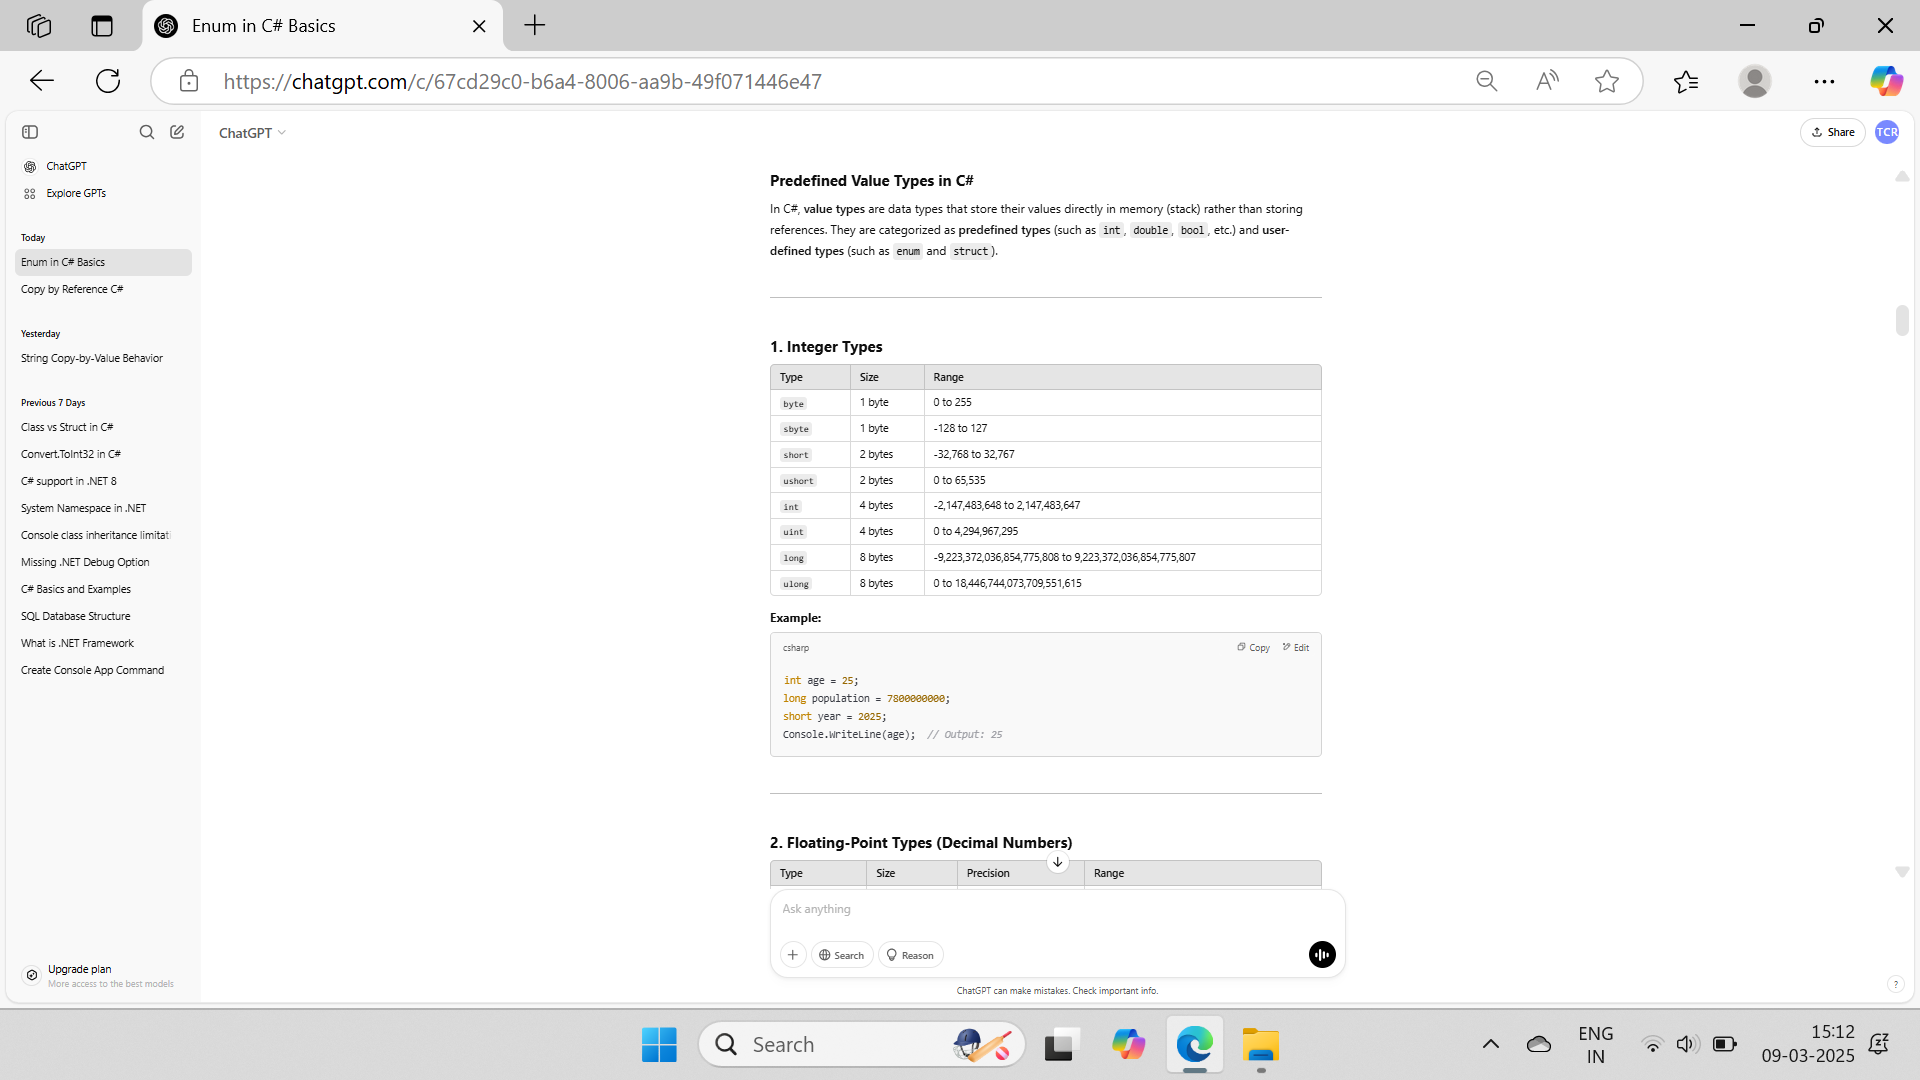 Enum in C# Basics
https://chatgpt.com/c/67cd29c0-b6a4-8006-aa9b-49f071446e47
ChatGPT
Share
TCR
ChatGPT
Explore GPTs
Today
Enum in C# Basics
Copy by Reference C#
Yesterday
String Copy-by-Value Behavior
Previous 7 Days
Class vs Struct in C#
Convert.ToInt32 in C#
C# support in .NET 8
System Namespace in .NET
Console class inheritance limitati
Missing .NET Debug Option
C# Basics and Examples
SQL Database Structure
What is .NET Framework
Create Console App Command
Upgrade plan
More access to the best models
Predefined Value Types in C#
In C#, value types are data types that store their values directly in memory (stack) rather than storing
references. They are categorized as predefined types (such as int, double, bool, etc.) and user-
defined types (such as enum and struct).
1. Integer Types
Type Size Range
byte 1 byte 0 to 255
sbyte 1 byte -128 to 127
short 2 bytes -32,768 to 32,767
ushort 2 bytes 0 to 65,535
int 4 bytes -2,147,483,648 to 2,147,483,647
uint 4 bytes 0 to 4,294,967,295
long 8 bytes -9,223,372,036,854,775,808 to 9,223,372,036,854,775,807
ulong 8 bytes 0 to 18,446,744,073,709,551,615
Example:
csharp Copy Edit
int age = 25;
long population = 7800000000;
short year = 2025;
Console.WriteLine(age); // Output: 25
2. Floating-Point Types (Decimal Numbers)
Type Size Precision Range
Ask anything
Search Reason
ChatGPT can make mistakes. Check important info.
?
Search
ENG
IN
15:12
09-03-2025